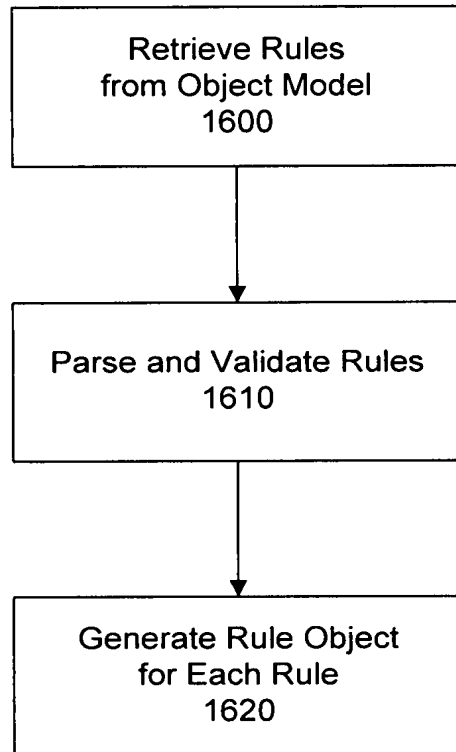 Retrieve Rules
from Object Model
1600
Parse and Validate Rules
1610
Generate Rule Object
for Each Rule
1620